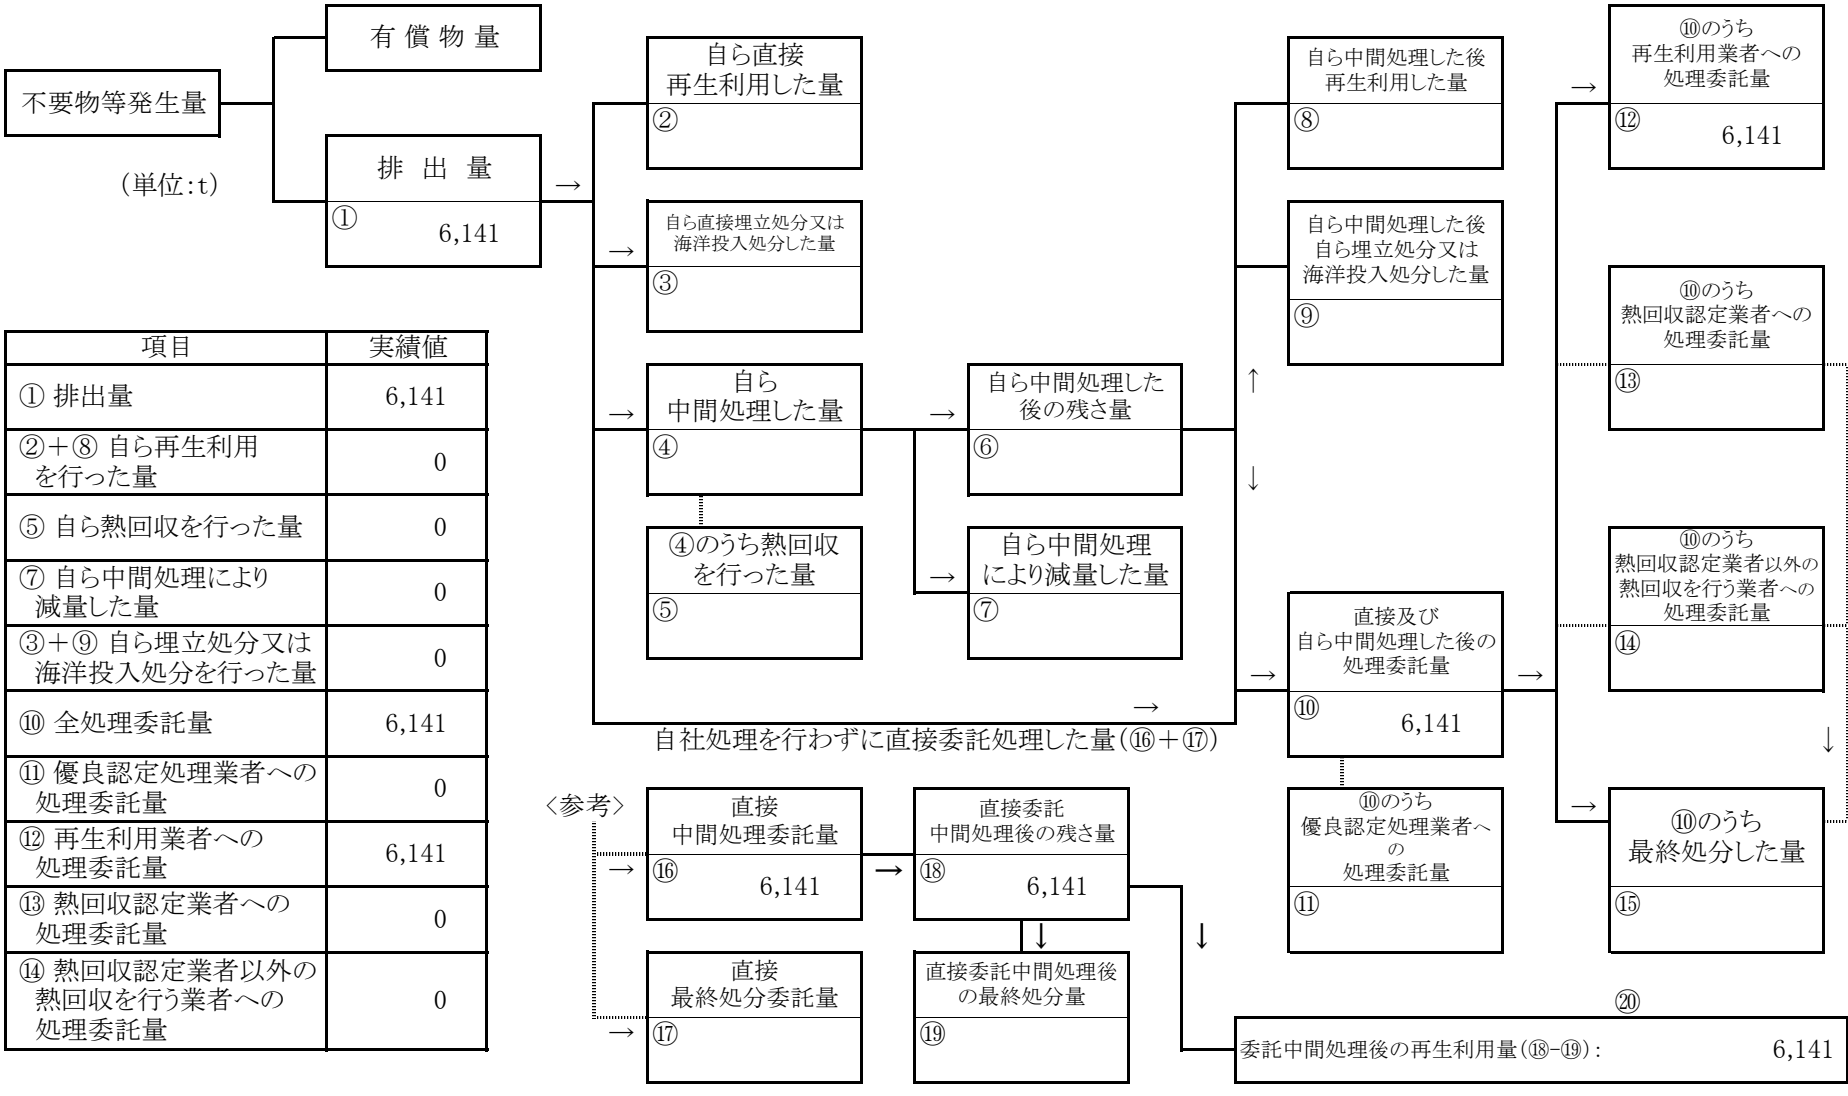 有 償 物 量
不要物等発生量
(単位:t)
排 出 量
① 6,141
→
自ら直接
再生利用した量
②
→
自ら直接埋立処分又は
海洋投入処分した量
③
→
自ら
中間処理した量
④
④のうち熱回収
を行った量
⑤
→
自ら中間処理した
後の残さ量
⑥
→
自ら中間処理
により減量した量
⑦
↑
↓
自ら中間処理した後
再生利用した量
⑧
自ら中間処理した後
自ら埋立処分又は
海洋投入処分した量
⑨
→
自社処理を行わずに直接委託処理した量(⑯+⑰)
→
直接及び
自ら中間処理した後の
処理委託量
⑩ 6,141
→
⑩のうち
優良認定処理業者へ
の
処理委託量
⑪
→
⑩のうち
再生利用業者への
処理委託量
⑫ 6,141
⑩のうち
熱回収認定業者への
処理委託量
⑬
⑩のうち
熱回収認定業者以外の
熱回収を行う業者への
処理委託量
⑭
↓
→
⑩のうち
最終処分した量
⑮
項目 実績値
① 排出量 6,141
②+⑧ 自ら再生利用
を行った量 0
⑤ 自ら熱回収を行った量 0
⑦ 自ら中間処理により
減量した量 0
③+⑨ 自ら埋立処分又は
海洋投入処分を行った量 0
⑩ 全処理委託量 6,141
⑪ 優良認定処理業者への
処理委託量 0
⑫ 再生利用業者への
処理委託量 6,141
⑬ 熱回収認定業者への
処理委託量 0
⑭ 熱回収認定業者以外の
熱回収を行う業者への 0
処理委託量
〈参考〉
→
直接
中間処理委託量
⑯ 6,141
→
直接委託
中間処理後の残さ量
⑱ 6,141
↓
↓
→
直接
最終処分委託量
⑰
直接委託中間処理後
の最終処分量
⑲
⑳
委託中間処理後の再生利用量(⑱-⑲): 6,141